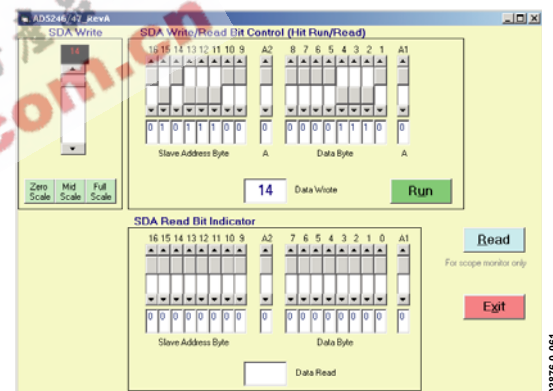 AD5246/47_RevA
SDA Write
14
Zero Scale
Mid Scale
Full Scale
SDA Write/Read Bit Control (Hit Run/Read)
16 15 14 13 12 11 10 9 A2 8 7 6 5 4 3 2 1 A1
0 1 0 1 1 1 0 0 0 0 0 0 0 1 1 1 0 0
Slave Address Byte A Data Byte A
14 Data Wrote Run
SDA Read Bit Indicator
16 15 14 13 12 11 10 9 A2 7 6 5 4 3 2 1 0 A1
0 0 0 0 0 0 0 0 0 0 0 0 0 0 0 0 0 0
Slave Address Byte Data Byte
Data Read
Read
For scope monitor only
Exit
com.cn